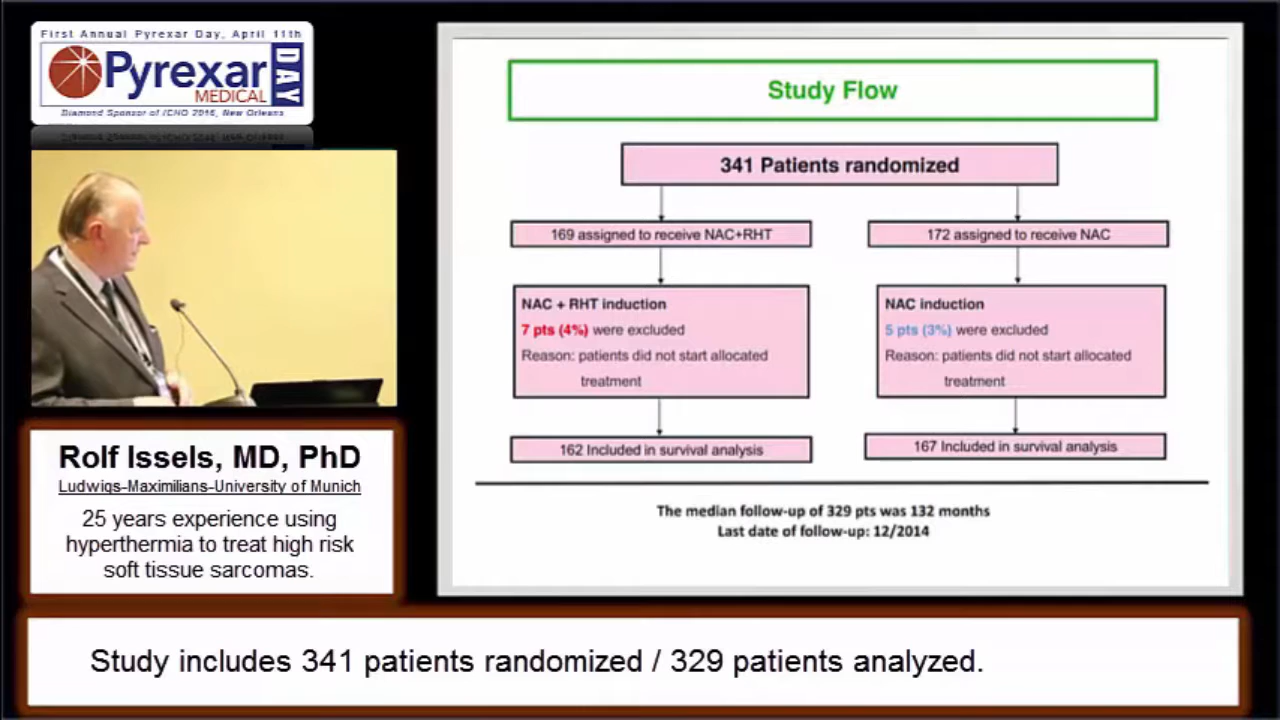 First Annual Pyrexar Day, April 11th
Pyrexar
MEDICAL
DAY
Diamond Sponsor of ICHO 2016, New Orleans
Study Flow
341 Patients randomized
169 assigned to receive NAC+RHT
172 assigned to receive NAC
NAC + RHT induction
7 pts (4%) were excluded
Reason: patients did not start allocated
treatment
NAC induction
5 pts (3%) were excluded
Reason: patients did not start allocated
treatment
162 Included in survival analysis
167 Included in survival analysis
The median follow-up of 329 pts was 132 months
Last date of follow-up: 12/2014
Rolf Issels, MD, PhD
Ludwigs-Maximilians-University of Munich
25 years experience using
hyperthermia to treat high risk
soft tissue sarcomas.
Study includes 341 patients randomized / 329 patients analyzed.